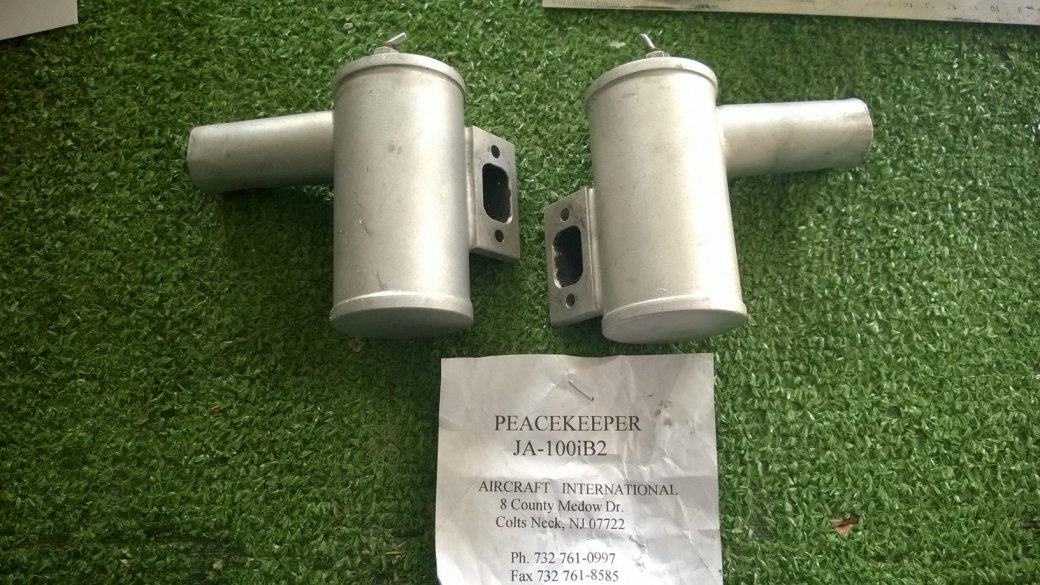 PEACEKEEPER
JA-100iB2
AIRCRAFT INTERNATIONAL
8 County Medow Dr.
Colts Neck, NJ 07722
Ph. 732 761-0997
Fax 732 761-8585